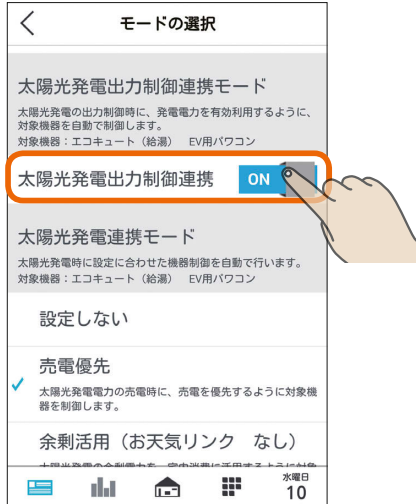 モードの選択
太陽光発電出力制御連携モード
太陽光発電の出力制御時に、発電電力を有効利用するように、
対象機器を自動で制御します。
対象機器：エコキュート（給湯）　EV用パワコン
太陽光発電出力制御連携　ON
太陽光発電連携モード
太陽光発電時に設定に合わせた機器制御を自動で行います。
対象機器：エコキュート（給湯）　EV用パワコン
設定しない
売電優先
太陽光発電電力の売電時に、売電を優先するように対象機
器を制御します。
余剰活用（お天気リンク　なし）
水曜日
10